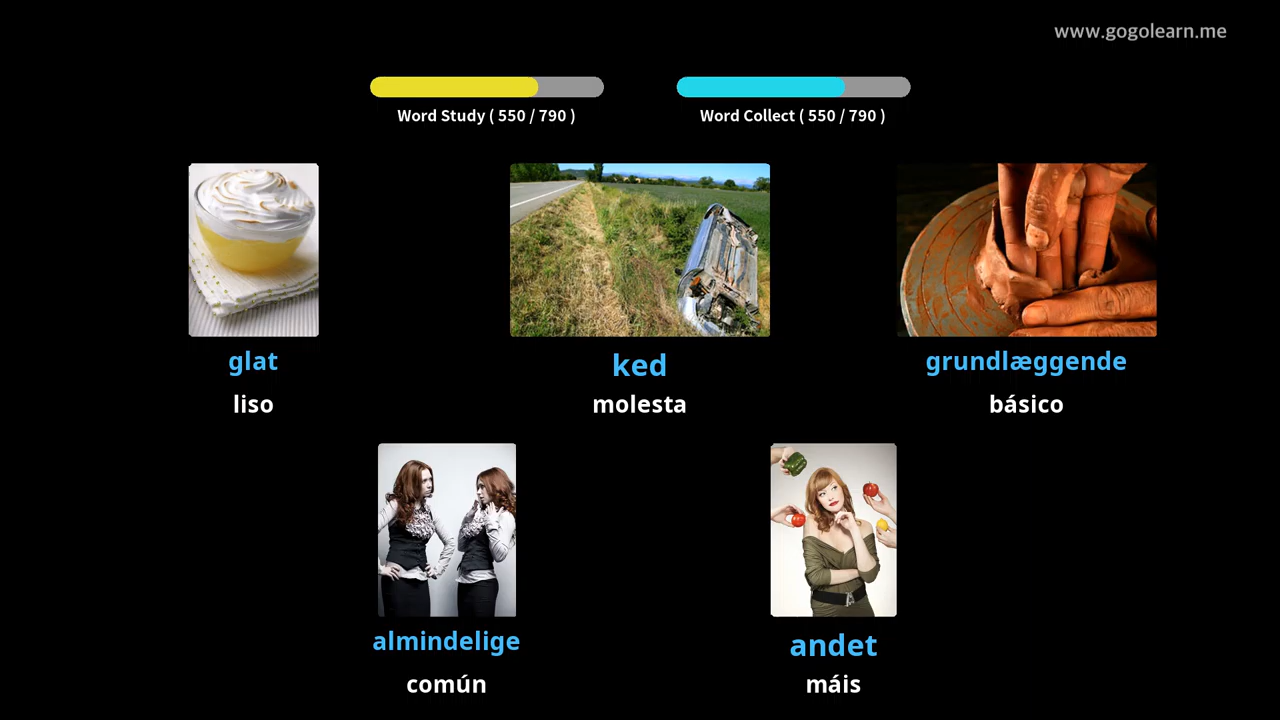 www.gogolearn.me
Word Study ( 550 / 790 )
Word Collect ( 550 / 790 )
glat
ked
grundlæggende
liso
molesta
básico
almindelige
andet
común
máis